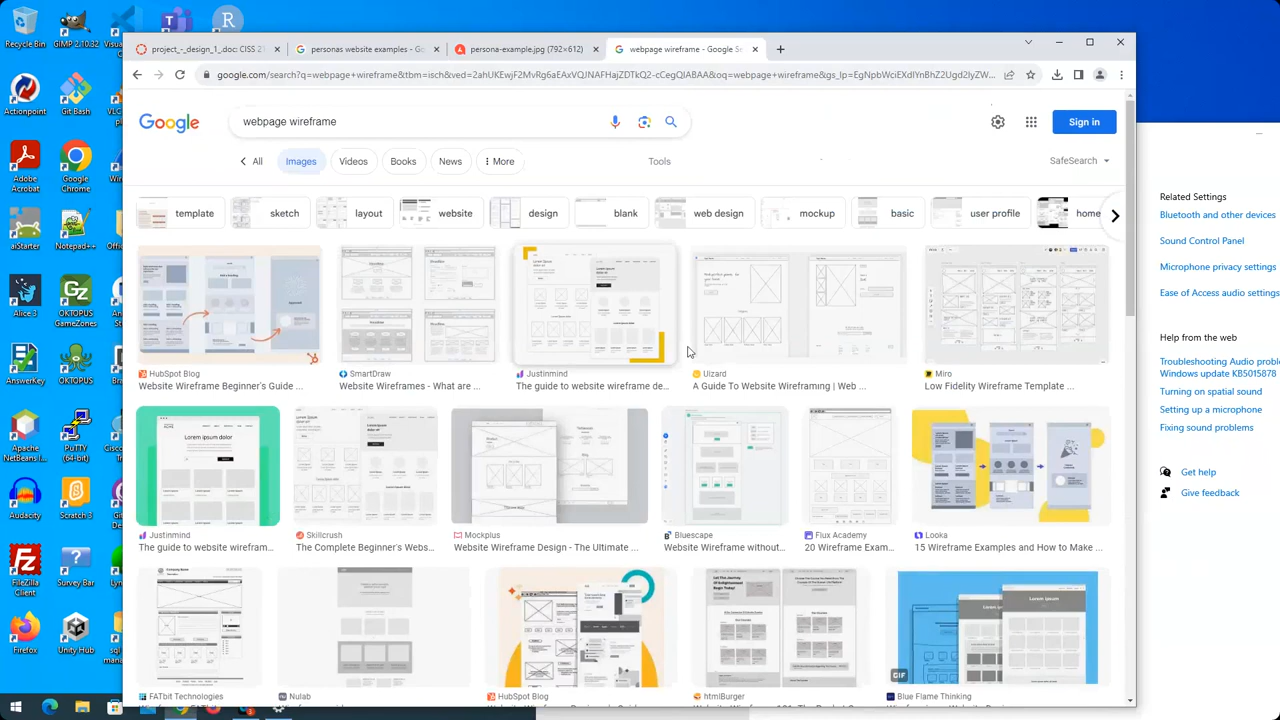 Recycle Bin
GIMP 2.10.32
project_-_design_1_.docx CISS 2
personas website examples - Go
persona-example.jpg (792×612)
webpage wireframe - Google Se
google.com/search?q=webpage+wireframe&tbm=isch&ved=2ahUKEwjF2MvRg6aEAxVQJNAFHajZDTkQ2-cCegQIABAA&oq=webpage+wireframe&gs_lp=EgNpbWciEXdlYnBhZ2Ugd2lyZW...
Google
webpage wireframe
Sign in
All
Images
Videos
Books
News
More
Tools
SafeSearch
template
sketch
layout
website
design
blank
web design
mockup
basic
user profile
home
HubSpot Blog
Website Wireframe Beginner's Guide ...
SmartDraw
Website Wireframes - What are ...
Justinmind
The guide to website wireframe de...
Uizard
A Guide To Website Wireframing | Web ...
Miro
Low Fidelity Wireframe Template ...
Justinmind
The guide to website wirefram...
Skillcrush
The Complete Beginner's Webs...
Mockplus
Website Wireframe Design - The Ultimate ...
Bluescape
Website Wireframe without...
Flux Academy
20 Wireframe Exam...
Looka
15 Wireframe Examples and How to Make ...
FATbit Technologies
Nulab
HubSpot Blog
htmlBurger
GIF
Blue Flame Thinking
Actionpoint
Git Bash
Adobe Acrobat
Google Chrome
aiStarter
Notepad++
Alice 3
OKTOPUS GameZones
AnswerKey
OKTOPUS
Apache NetBeans I...
PuTTY (64-bit)
Audacity
Scratch 3
FileZilla Client
Survey Bar
Firefox
Unity Hub
Related Settings
Bluetooth and other devices
Sound Control Panel
Microphone privacy settings
Ease of Access audio settings
Help from the web
Troubleshooting Audio proble
Windows update KB5015878
Turning on spatial sound
Setting up a microphone
Fixing sound problems
Get help
Give feedback